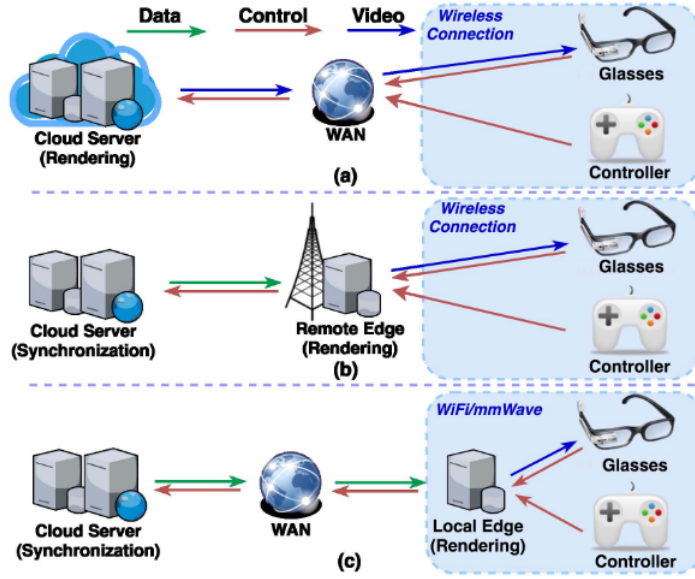 Data Control Video Wireless
Connection
Glasses
Cloud Server
(Rendering)
WAN
Controller
(a)
Wireless
Connection
Glasses
Cloud Server
(Synchronization)
Remote Edge
(Rendering)
Controller
(b)
WiFi/mmWave
Glasses
Cloud Server
(Synchronization)
WAN
Local Edge
(Rendering)
Controller
(c)